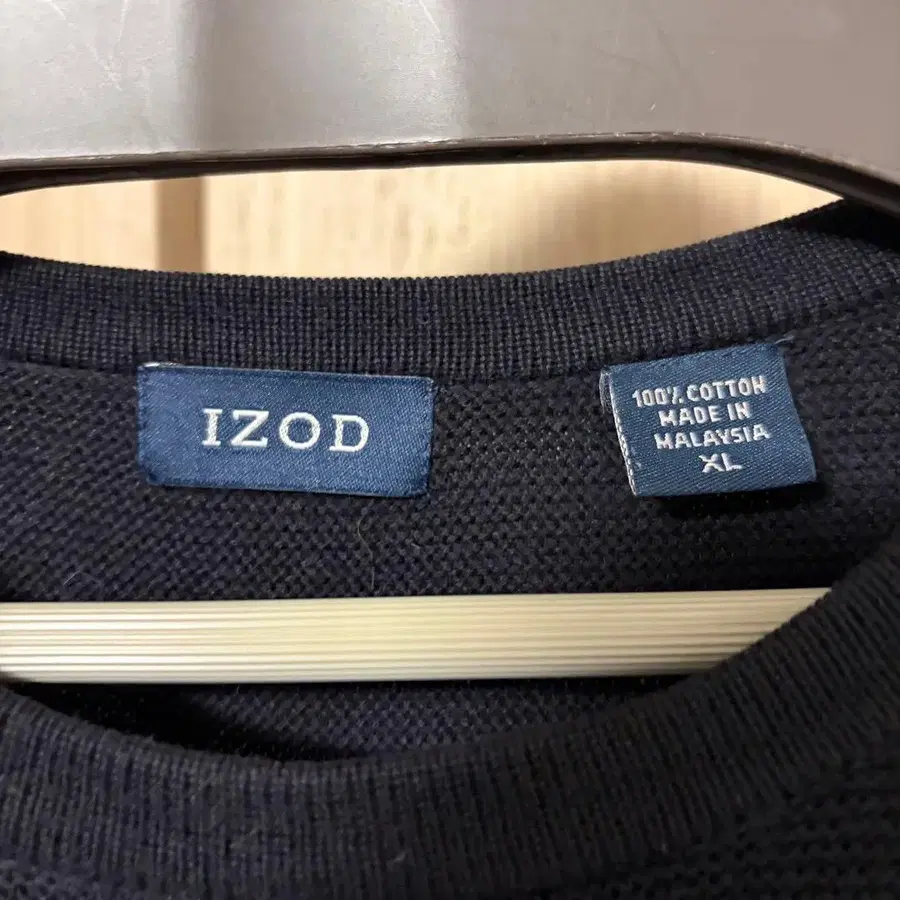 IZOD
100% COTTON
MADE IN
MALAYSIA
XL